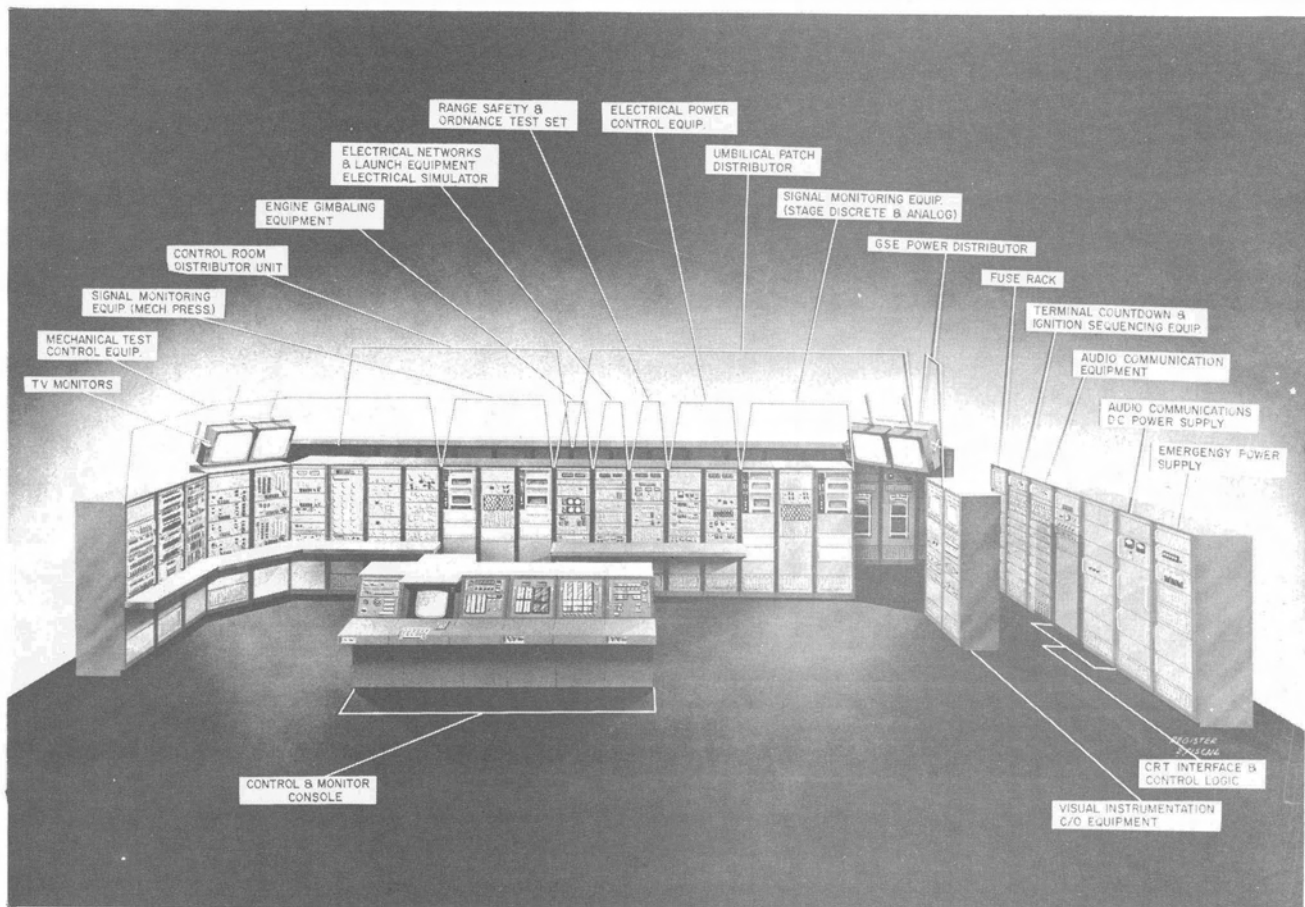 RANGE SAFETY &
ORDNANCE TEST SET
ELECTRICAL POWER
CONTROL EQUIP.
ELECTRICAL NETWORKS
& LAUNCH EQUIPMENT
ELECTRICAL SIMULATOR
UMBILICAL PATCH
DISTRIBUTOR
ENGINE GIMBALING
EQUIPMENT
SIGNAL MONITORING EQUIP.
(STAGE DISCRETE & ANALOG)
CONTROL ROOM
DISTRIBUTOR UNIT
GSE POWER DISTRIBUTOR
SIGNAL MONITORING
EQUIP. (MECH. PRESS.)
FUSE RACK
MECHANICAL TEST
CONTROL EQUIP.
TERMINAL COUNTDOWN &
IGNITION SEQUENCING EQUIP.
TV MONITORS
AUDIO COMMUNICATION
EQUIPMENT
AUDIO COMMUNICATIONS
D.C POWER SUPPLY
EMERGENCY POWER
SUPPLY
REGISTER
CRT INTERFACE &
CONTROL LOGIC
CONTROL & MONITOR
CONSOLE
VISUAL INSTRUMENTATION
C/O EQUIPMENT